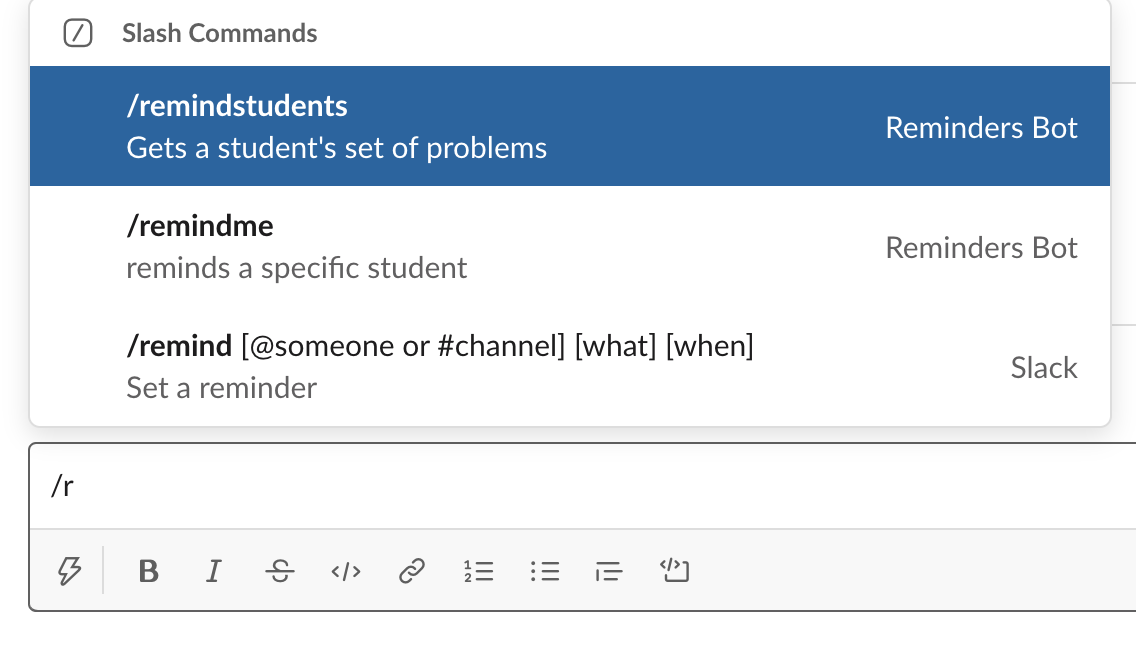 Slash Commands
/remindstudents
Gets a student's set of problems
Reminders Bot
/remindme
reminds a specific student
Reminders Bot
/remind [@someone or #channel] [what] [when]
Set a reminder
Slack
/r